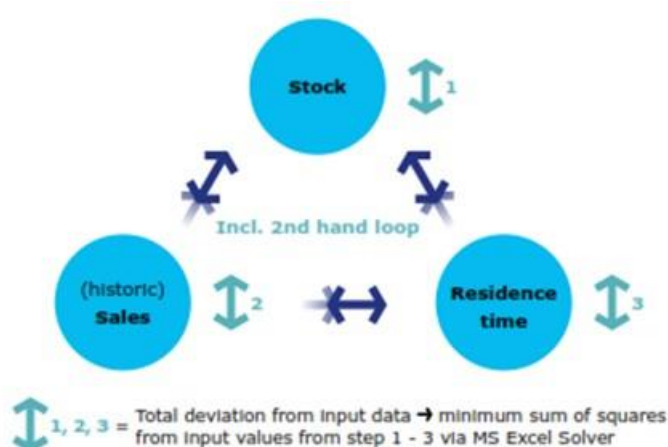 Stock
1
Incl. 2nd hand loop
(historic)
Sales
2
Residence
time
3
1, 2, 3 = Total deviation from input data → minimum sum of squares
from input values from step 1 - 3 via MS Excel Solver